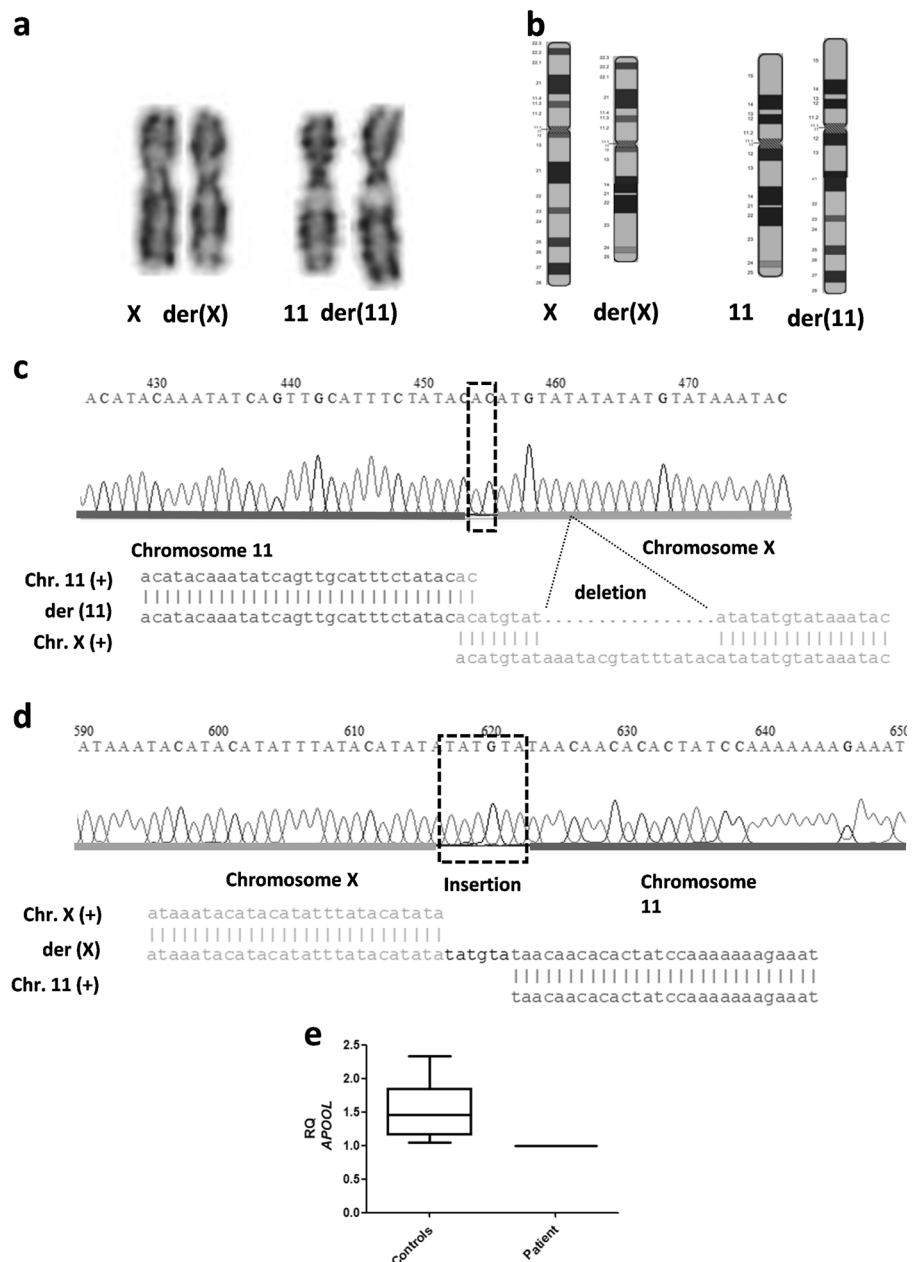 a
b
X der(X) 11 der(11)
X der(X) 11 der(11)
c
430 440 450 460 470
ACATACAAATATCAGTTGCATTTCTATACACATGTATATATATGTATAAATAC
Chromosome 11 Chromosome X
deletion
Chr. 11 (+) acatacaaatatcagttgcatttctatacac
der (11) acatacaaatatcagttgcatttctatacacatgtat................atatatgtataaatac
Chr. X (+)
acatgtataaatacgtatttatacatatatgtataaatac
d
590 600 610 620 630 640 650
ATAAATACATACATATTTATACATATATATGTATAACAACACACTATCCAAAAAAAGAAAT
Chromosome X Insertion Chromosome 11
Chr. X (+) ataaatacatacatatttatacatata
der (X) ataaatacatacatatttatacatatatatgtataacaacacactatccaaaaaaagaaat
Chr. 11 (+) taacaacacactatccaaaaaaagaaat
e
RQ
APOOL
2.5
2.0
1.5
1.0
0.5
0.0
Controls Patient